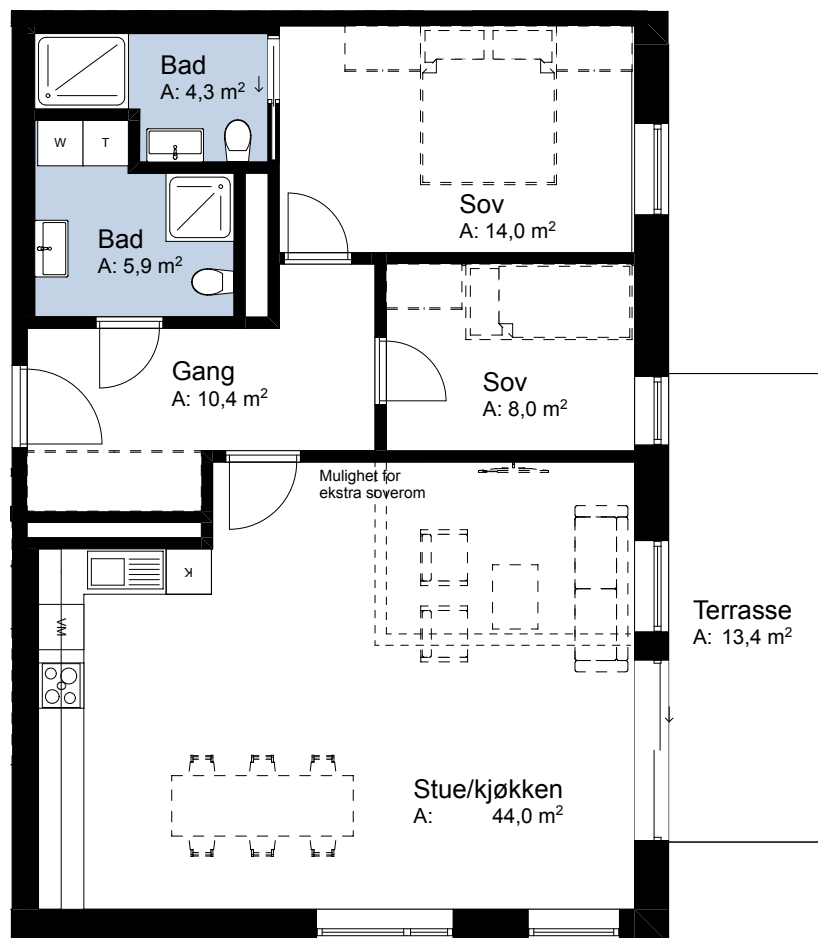 Bad
A: 4,3 m²
W
T
Sov
A: 14,0 m²
Bad
A: 5,9 m²
Gang
A: 10,4 m²
Sov
A: 8,0 m²
Mulighet for
ekstra soverom
K
VM
Terrasse
A: 13,4 m²
Stue/kjøkken
A: 44,0 m²